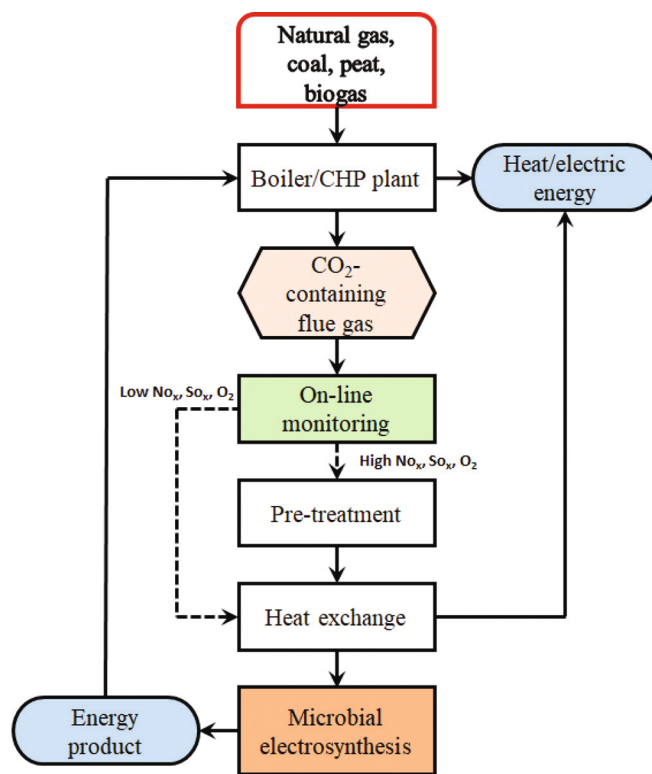 Natural gas,
coal, peat,
biogas
Boiler/CHP plant
Heat/electric
energy
CO₂-
containing
flue gas
Low Noₓ, Soₓ, O₂
On-line
monitoring
High Noₓ, Soₓ, O₂
Pre-treatment
Heat exchange
Energy
product
Microbial
electrosynthesis